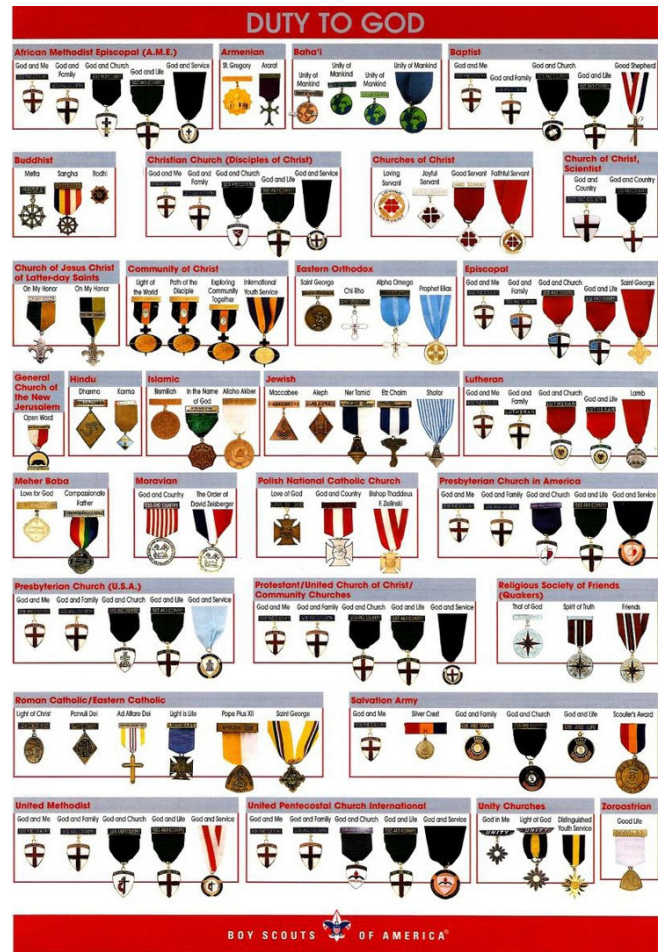 DUTY TO GOD
African Methodist Episcopal (A.M.E.)
God and Me
God and Family
God and Church
God and Life
God and Service
Armenian
St. Gregory
Ararat
Baha'i
Unity of Mankind
Unity of Mankind
Unity of Mankind
Unity of Mankind
Baptist
God and Me
God and Family
God and Church
God and Life
Good Shepherd
Buddhist
Metta
Sangha
Bodhi
Christian Church (Disciples of Christ)
God and Me
God and Family
God and Church
God and Life
God and Service
Churches of Christ
Loving Servant
Joyful Servant
Good Servant
Faithful Servant
Church of Christ, Scientist
God and Country
God and Country
Church of Jesus Christ of Latter-day Saints
On My Honor
On My Honor
Community of Christ
Light of the World
Path of the Disciple
Exploring Community Together
International Youth Service
Eastern Orthodox
Saint George
Chi Rho
Alpha Omega
Prophet Elias
Episcopal
God and Me
God and Family
God and Church
God and Life
Saint George
General Church of the New Jerusalem
Open Word
Hindu
Dharma
Karma
Islamic
Bismillah
In the Name of God
Allaho Akber
Jewish
Maccabee
Aleph
Ner Tamid
Etz Chaim
Shofar
Lutheran
God and Me
God and Family
God and Church
God and Life
Lamb
Meher Baba
Love for God
Compassionate Father
Moravian
God and Country
The Order of David Zeisberger
Polish National Catholic Church
Love of God
God and Country
Bishop Thaddeus F. Zielinski
Presbyterian Church in America
God and Me
God and Family
God and Church
God and Life
God and Service
Presbyterian Church (U.S.A.)
God and Me
God and Family
God and Church
God and Life
God and Service
Protestant/United Church of Christ/
Community Churches
God and Me
God and Family
God and Church
God and Life
God and Service
Religious Society of Friends (Quakers)
That of God
Spirit of Truth
Friends
Roman Catholic/Eastern Catholic
Light of Christ
Parvuli Dei
Ad Altare Dei
Light is Life
Pope Pius XII
Saint George
Salvation Army
God and Me
Silver Crest
God and Family
God and Church
God and Life
Scouter's Award
United Methodist
God and Me
God and Family
God and Church
God and Life
God and Service
United Pentecostal Church International
God and Me
God and Family
God and Church
God and Life
God and Service
Unity Churches
God in Me
Light of God
Distinguished Youth Service
Zoroastrian
Good Life
BOY SCOUTS OF AMERICA®